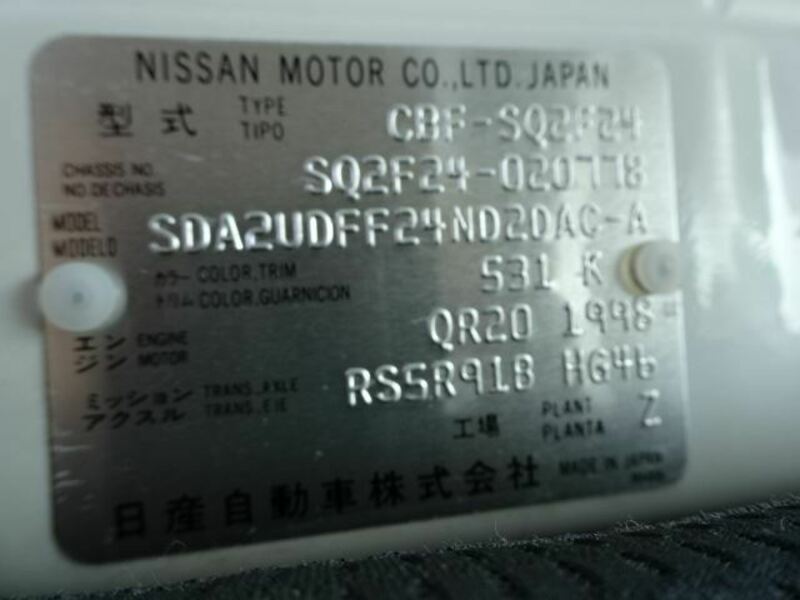 NISSAN MOTOR CO.,LTD.JAPAN
型式 TYPE TIPO CBF-SQ2F24
CHASSIS NO. NO.DE CHASIS SQ2F24-020778
MODEL MODELO SDA2UDFF24ND2DAC-A
カラー COLOR,TRIM 531 K
トリム COLOR,GUARNICION
エンジン ENGINE MOTOR QR20 1998
ミッション TRANS.,AXLE RS5R91B HG46
アクスル TRANS.,EJE
工場 PLANT PLANTA Z
日産自動車株式会社 MADE IN JAPAN